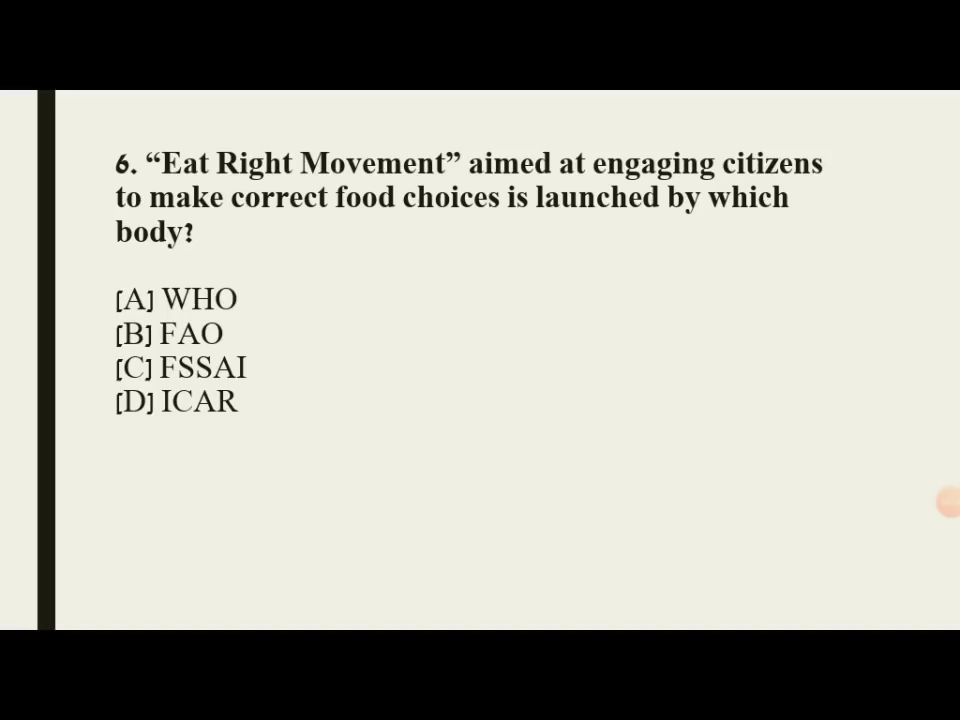 6. “Eat Right Movement” aimed at engaging citizens
to make correct food choices is launched by which
body?
[A] WHO
[B] FAO
[C] FSSAI
[D] ICAR